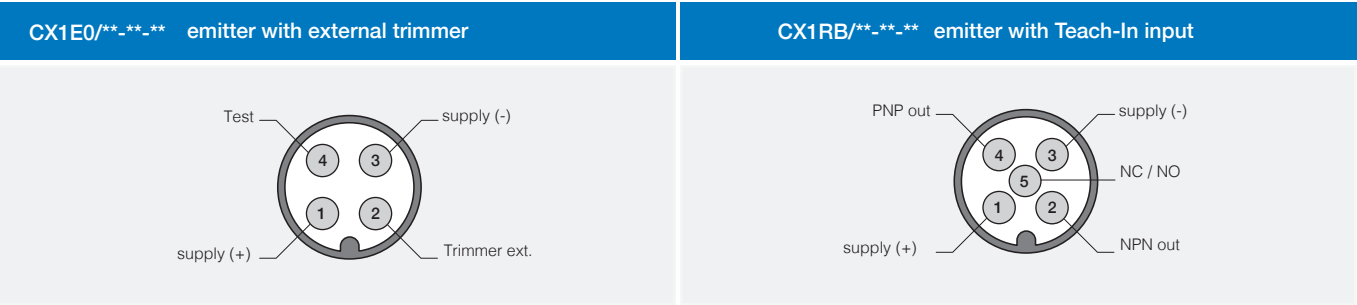 CX1E0/**-**-** emitter with external trimmer
CX1RB/**-**-** emitter with Teach-In input
Test
supply (-)
4
3
1
2
supply (+)
Trimmer ext.
PNP out
supply (-)
4
3
NC / NO
5
1
2
supply (+)
NPN out